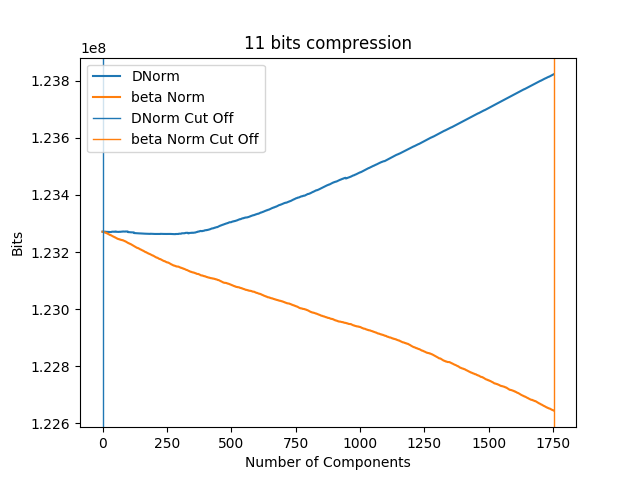 11 bits compression
1e8
1.238
1.236
1.234
1.232
1.230
1.228
1.226
Bits
DNorm
beta Norm
DNorm Cut Off
beta Norm Cut Off
0 250 500 750 1000 1250 1500 1750
Number of Components